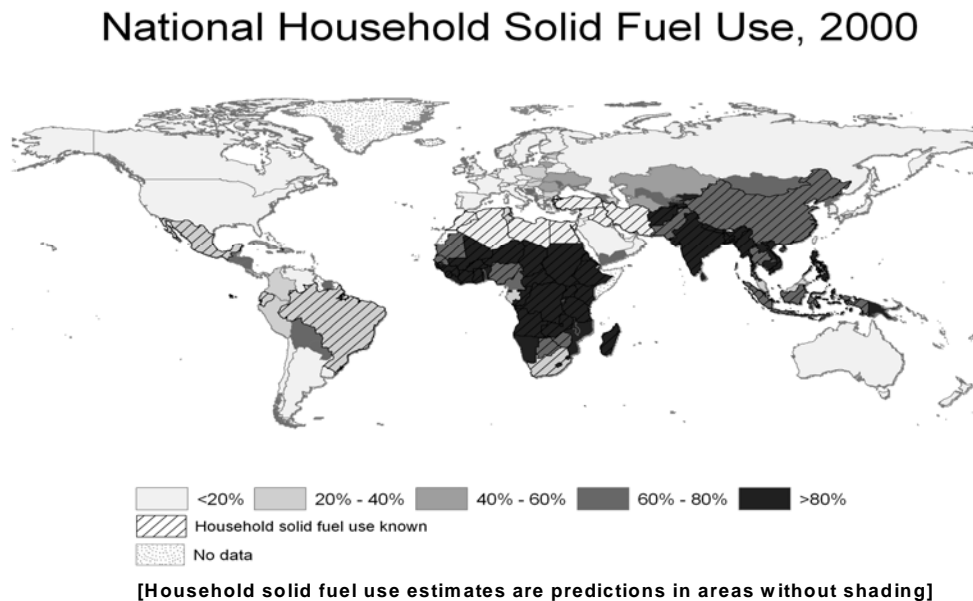 National Household Solid Fuel Use, 2000
<20% 20% - 40% 40% - 60% 60% - 80% >80%
Household solid fuel use known
No data
[Household solid fuel use estimates are predictions in areas without shading]